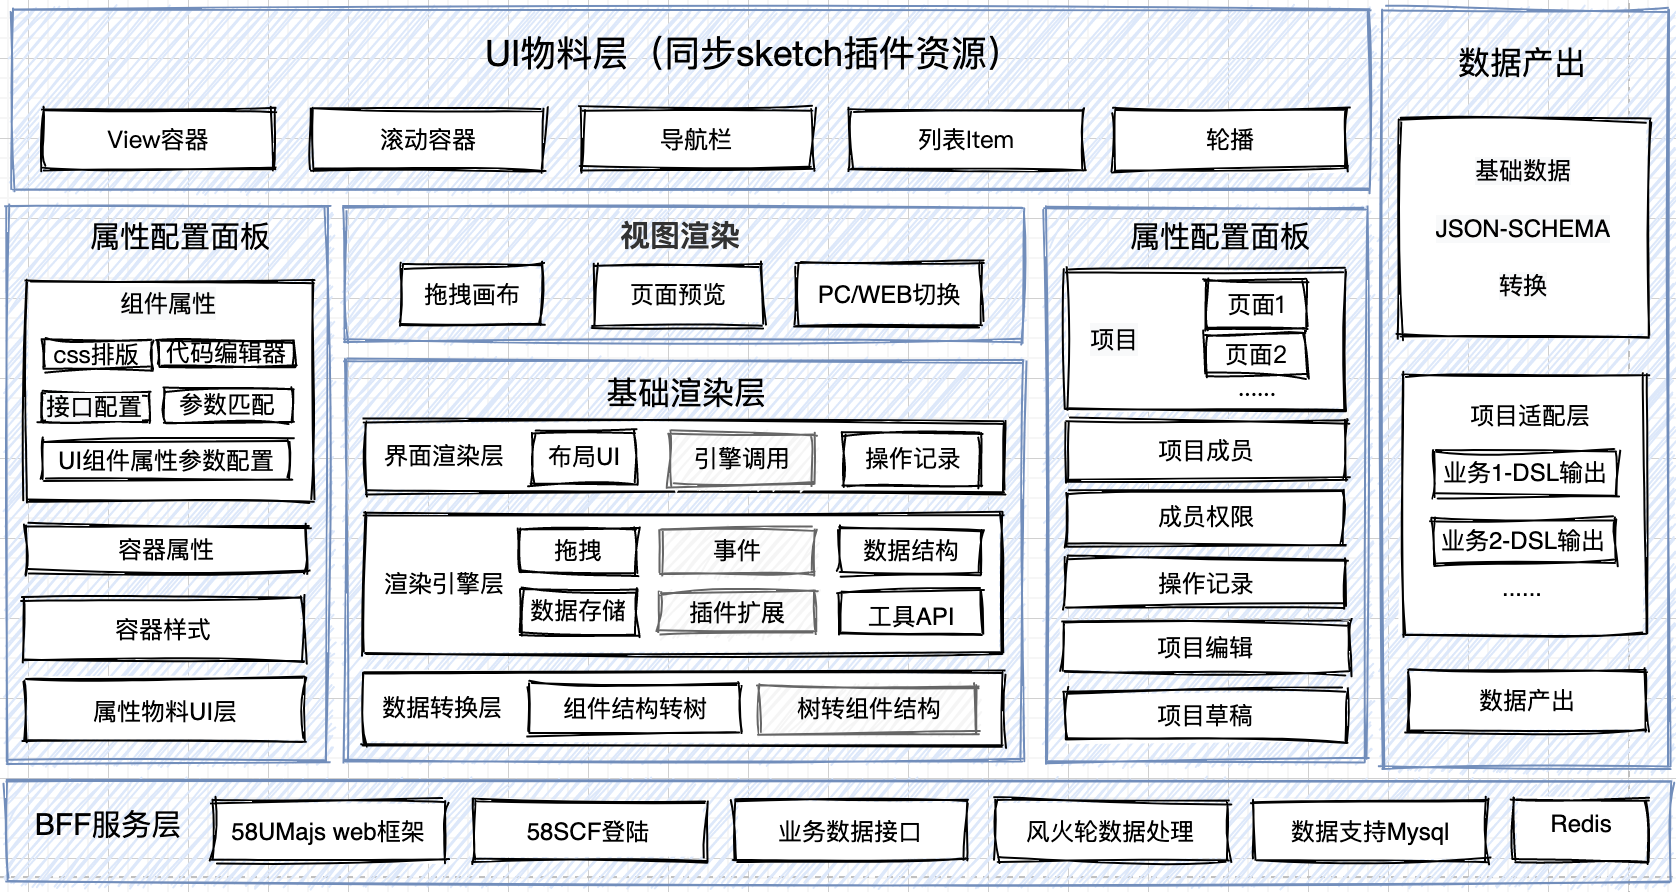 UI物料层（同步sketch插件资源）
View容器
滚动容器
导航栏
列表Item
轮播
属性配置面板
组件属性
css排版
代码编辑器
接口配置
参数匹配
UI组件属性参数配置
容器属性
容器样式
属性物料UI层
视图渲染
拖拽画布
页面预览
PC/WEB切换
基础渲染层
界面渲染层
布局UI
引擎调用
操作记录
渲染引擎层
拖拽
事件
数据结构
数据存储
插件扩展
工具API
数据转换层
组件结构转树
树转组件结构
属性配置面板
项目
页面1
页面2
......
项目成员
成员权限
操作记录
项目编辑
项目草稿
数据产出
基础数据
JSON-SCHEMA
转换
项目适配层
业务1-DSL输出
业务2-DSL输出
......
数据产出
BFF服务层
58UMajs web框架
58SCF登陆
业务数据接口
风火轮数据处理
数据支持Mysql
Redis